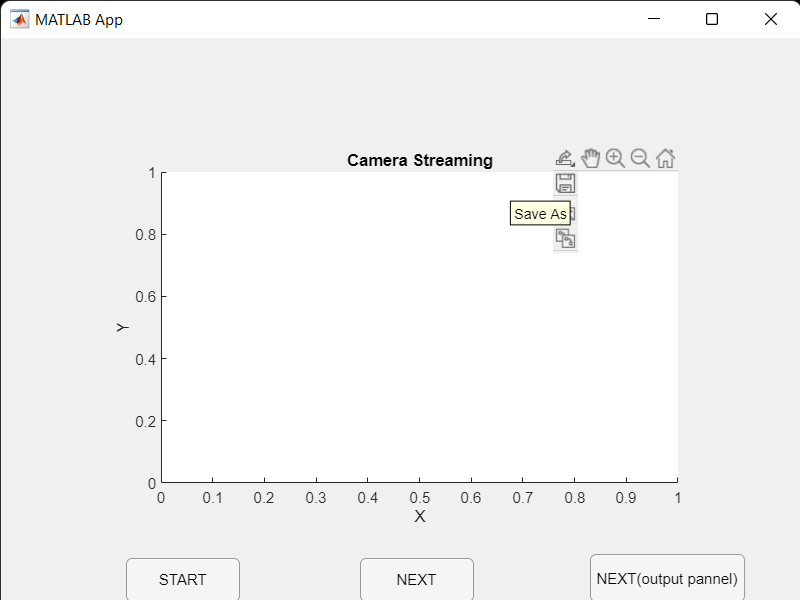 MATLAB App
Camera Streaming
Save As
1
0.8
0.6
0.4
0.2
0
Y
0 0.1 0.2 0.3 0.4 0.5 0.6 0.7 0.8 0.9 1
X
START NEXT NEXT(output pannel)